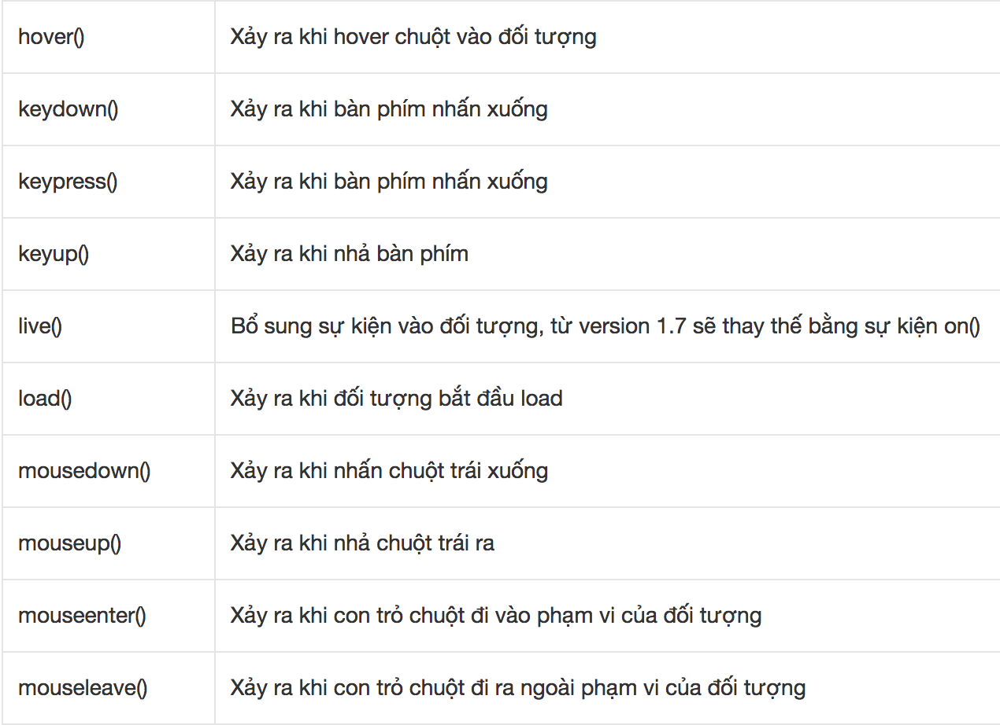 hover() Xảy ra khi hover chuột vào đối tượng
keydown() Xảy ra khi bàn phím nhấn xuống
keypress() Xảy ra khi bàn phím nhấn xuống
keyup() Xảy ra khi nhả bàn phím
live() Bổ sung sự kiện vào đối tượng, từ version 1.7 sẽ thay thế bằng sự kiện on()
load() Xảy ra khi đối tượng bắt đầu load
mousedown() Xảy ra khi nhấn chuột trái xuống
mouseup() Xảy ra khi nhả chuột trái ra
mouseenter() Xảy ra khi con trỏ chuột đi vào phạm vi của đối tượng
mouseleave() Xảy ra khi con trỏ chuột đi ra ngoài phạm vi của đối tượng